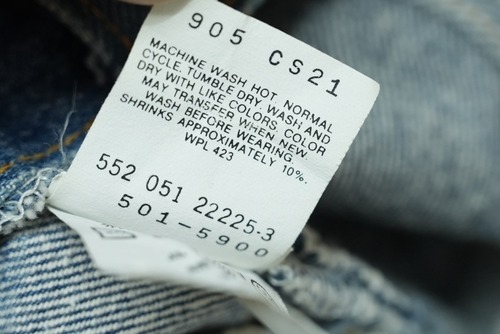 905 CS21
MACHINE WASH HOT, NORMAL
CYCLE, TUMBLE DRY. WASH AND
DRY WITH LIKE COLORS. COLOR
MAY TRANSFER WHEN NEW.
WASH BEFORE WEARING.
SHRINKS APPROXIMATELY 10%.
WPL 423
552 051 22225-3
501-5900